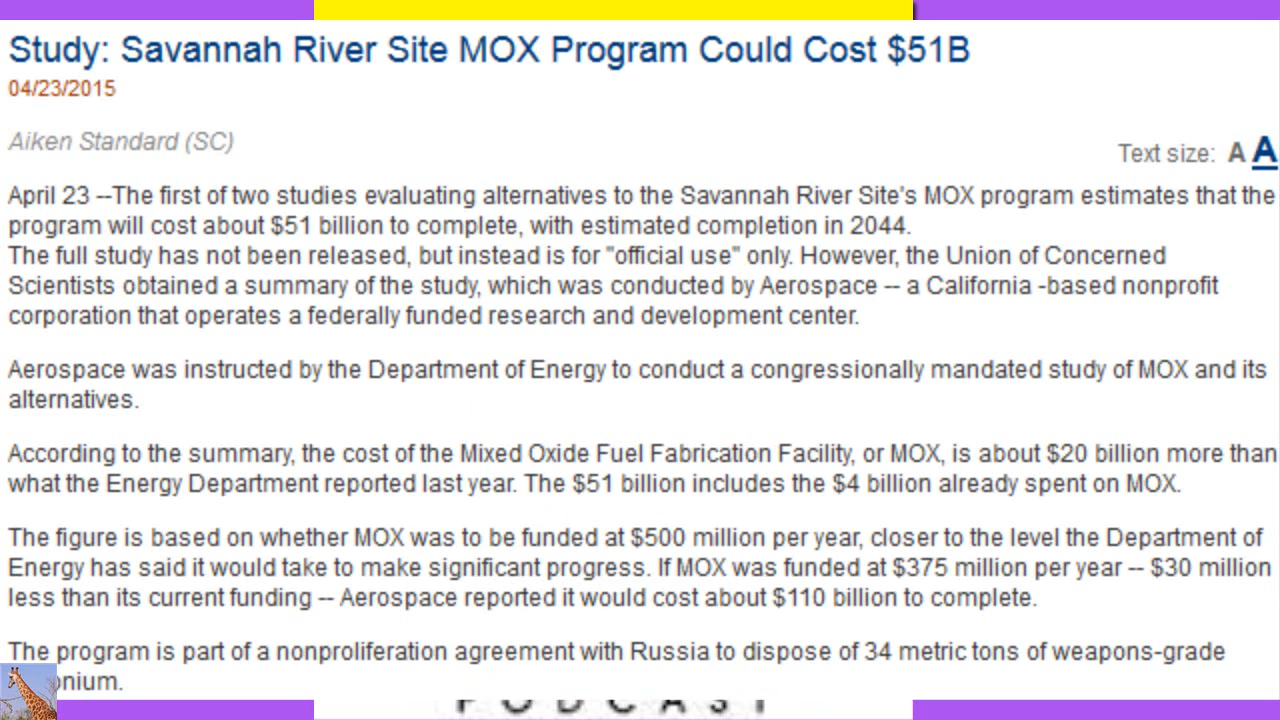 Study: Savannah River Site MOX Program Could Cost $51B
04/23/2015
Aiken Standard (SC)
Text size: A A
April 23 --The first of two studies evaluating alternatives to the Savannah River Site's MOX program estimates that the
program will cost about $51 billion to complete, with estimated completion in 2044.
The full study has not been released, but instead is for "official use" only. However, the Union of Concerned
Scientists obtained a summary of the study, which was conducted by Aerospace -- a California -based nonprofit
corporation that operates a federally funded research and development center.
Aerospace was instructed by the Department of Energy to conduct a congressionally mandated study of MOX and its
alternatives.
According to the summary, the cost of the Mixed Oxide Fuel Fabrication Facility, or MOX, is about $20 billion more than
what the Energy Department reported last year. The $51 billion includes the $4 billion already spent on MOX.
The figure is based on whether MOX was to be funded at $500 million per year, closer to the level the Department of
Energy has said it would take to make significant progress. If MOX was funded at $375 million per year -- $30 million
less than its current funding -- Aerospace reported it would cost about $110 billion to complete.
The program is part of a nonproliferation agreement with Russia to dispose of 34 metric tons of weapons-grade
onium.
PODCAST